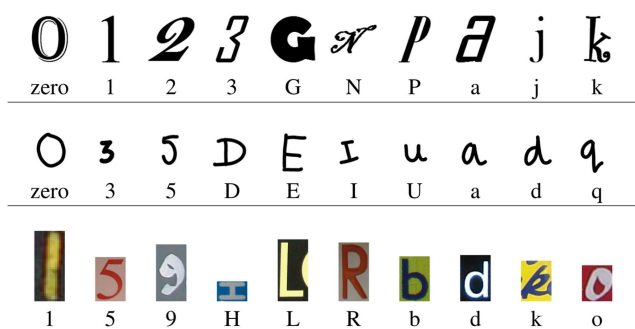 0 1 2 3 G N P a j k
zero 1 2 3 G N P a j k
0 3 5 D E I u a d q
zero 3 5 D E I U a d q
1 5 9 H L R b d k o
1 5 9 H L R b d k o